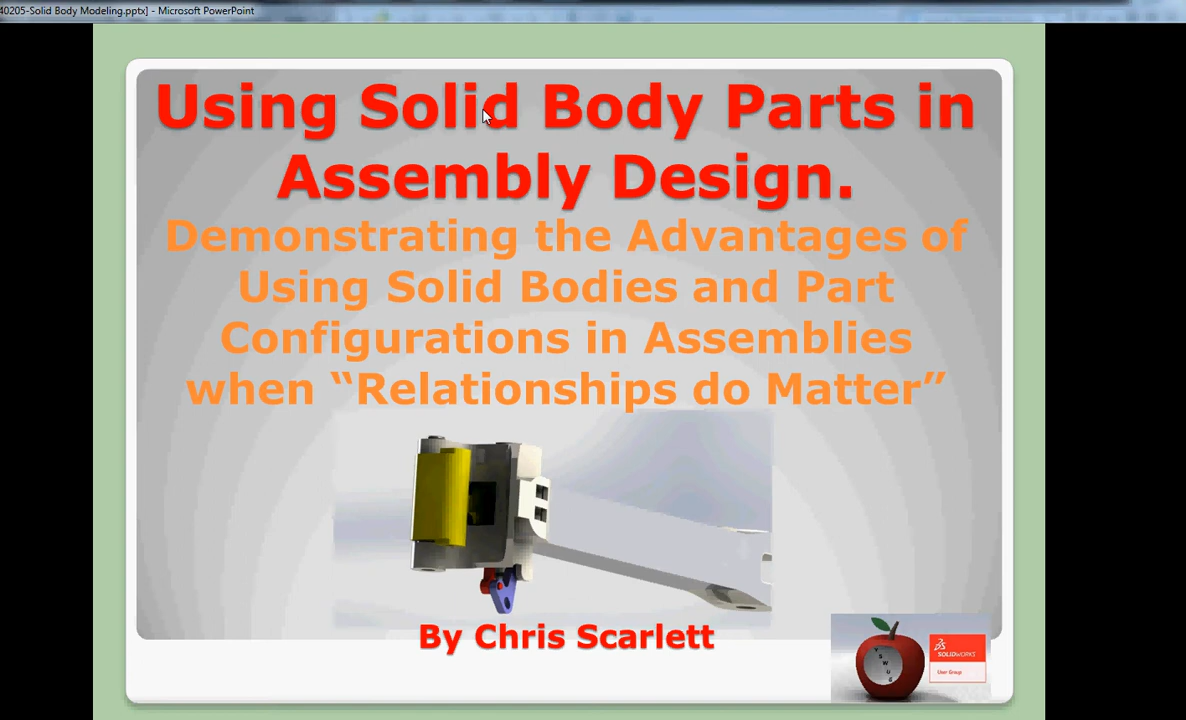 40205-Solid Body Modeling.pptx] - Microsoft PowerPoint
Using Solid Body Parts in
Assembly Design.
Demonstrating the Advantages of
Using Solid Bodies and Part
Configurations in Assemblies
when “Relationships do Matter”
By Chris Scarlett
SOLIDWORKS
User Group